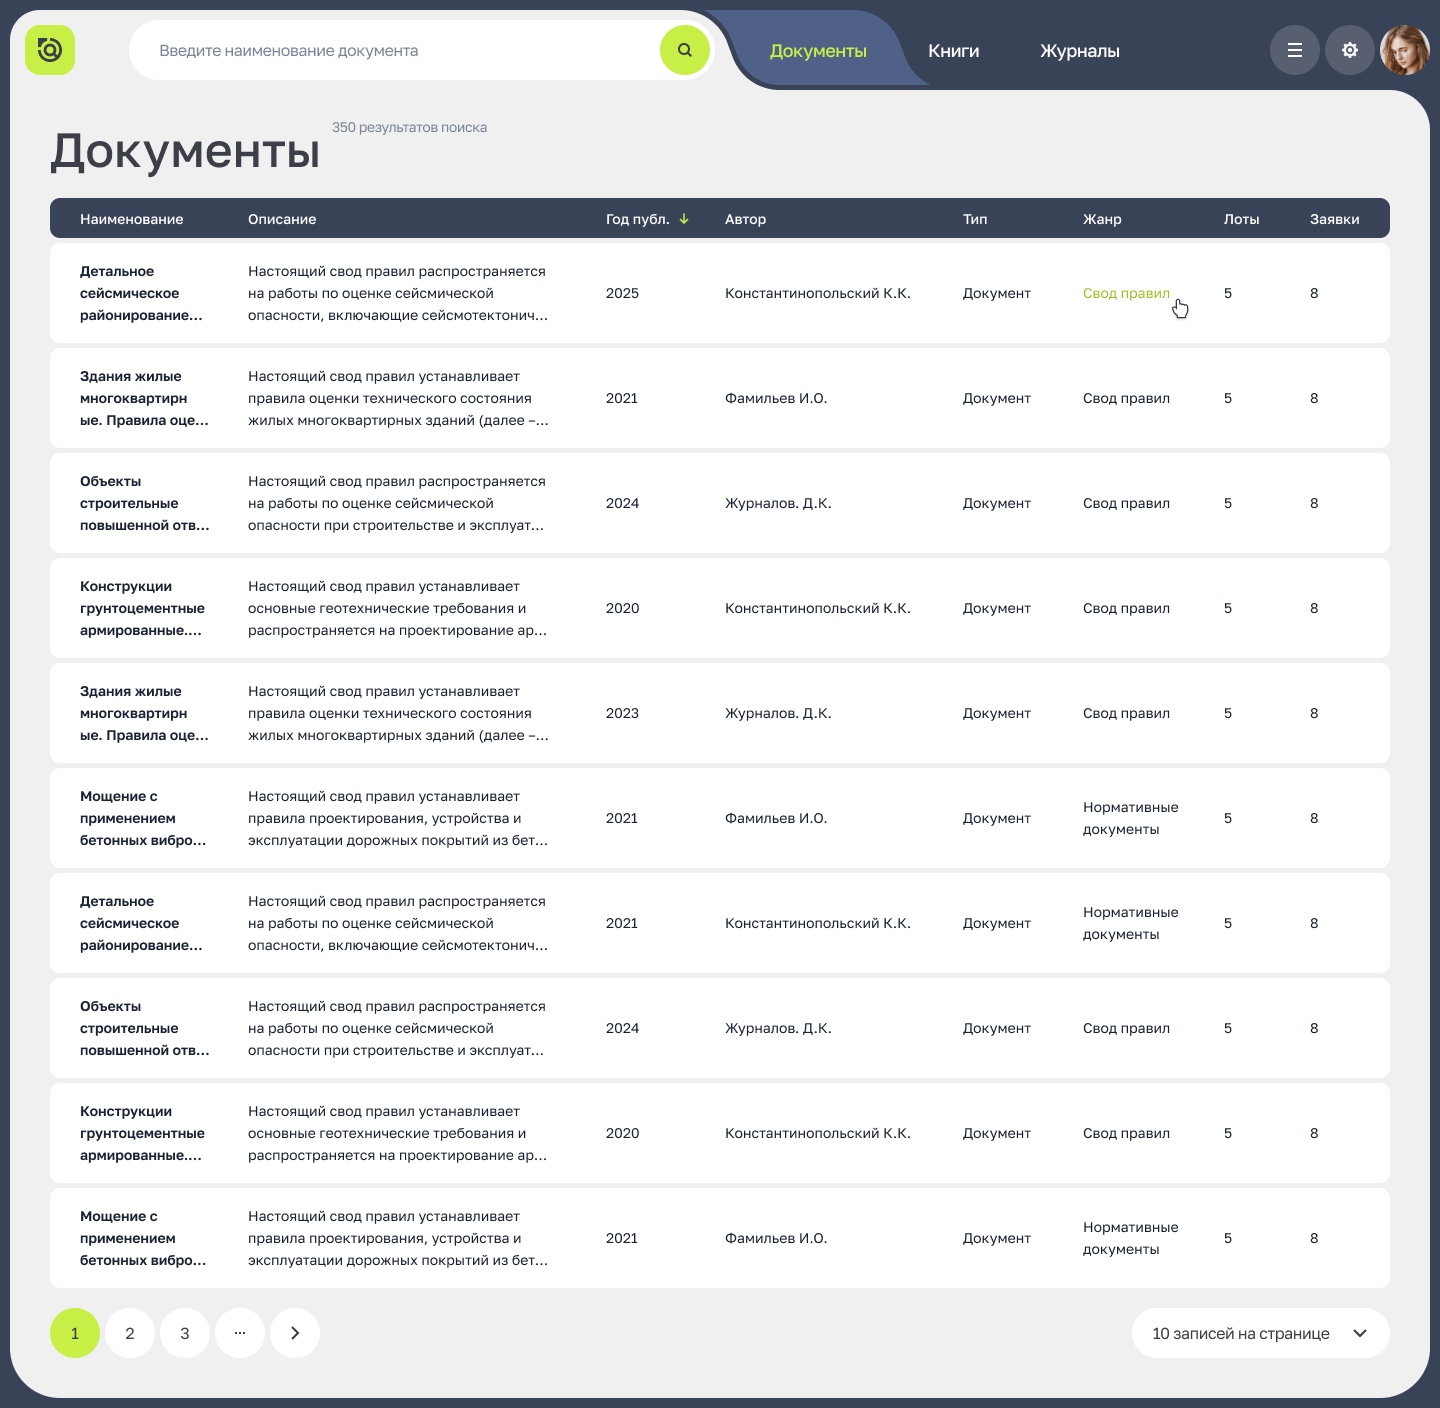 Введите наименование документа
Документы
Книги
Журналы
Документы
350 результатов поиска
Наименование Описание Год публ. Автор Тип Жанр Лоты Заявки
Детальное
сейсмическое
районирование...
Настоящий свод правил распространяется
на работы по оценке сейсмической
опасности, включающие сейсмотектонич...
2025 Константинопольский К.К. Документ Свод правил 5 8
Здания жилые
многоквартирн
ые. Правила оце...
Настоящий свод правил устанавливает
правила оценки технического состояния
жилых многоквартирных зданий (далее –...
2021 Фамильев И.О. Документ Свод правил 5 8
Объекты
строительные
повышенной отв...
Настоящий свод правил распространяется
на работы по оценке сейсмической
опасности при строительстве и эксплуат...
2024 Журналов. Д.К. Документ Свод правил 5 8
Конструкции
грунтоцементные
армированные....
Настоящий свод правил устанавливает
основные геотехнические требования и
распространяется на проектирование ар...
2020 Константинопольский К.К. Документ Свод правил 5 8
Здания жилые
многоквартирн
ые. Правила оце...
Настоящий свод правил устанавливает
правила оценки технического состояния
жилых многоквартирных зданий (далее –...
2023 Журналов. Д.К. Документ Свод правил 5 8
Мощение с
применением
бетонных вибро...
Настоящий свод правил устанавливает
правила проектирования, устройства и
эксплуатации дорожных покрытий из бет...
2021 Фамильев И.О. Документ
Нормативные
документы
5 8
Детальное
сейсмическое
районирование...
Настоящий свод правил распространяется
на работы по оценке сейсмической
опасности, включающие сейсмотектонич...
2021 Константинопольский К.К. Документ
Нормативные
документы
5 8
Объекты
строительные
повышенной отв...
Настоящий свод правил распространяется
на работы по оценке сейсмической
опасности при строительстве и эксплуат...
2024 Журналов. Д.К. Документ Свод правил 5 8
Конструкции
грунтоцементные
армированные....
Настоящий свод правил устанавливает
основные геотехнические требования и
распространяется на проектирование ар...
2020 Константинопольский К.К. Документ Свод правил 5 8
Мощение с
применением
бетонных вибро...
Настоящий свод правил устанавливает
правила проектирования, устройства и
эксплуатации дорожных покрытий из бет...
2021 Фамильев И.О. Документ
Нормативные
документы
5 8
1 2 3 ...
10 записей на странице